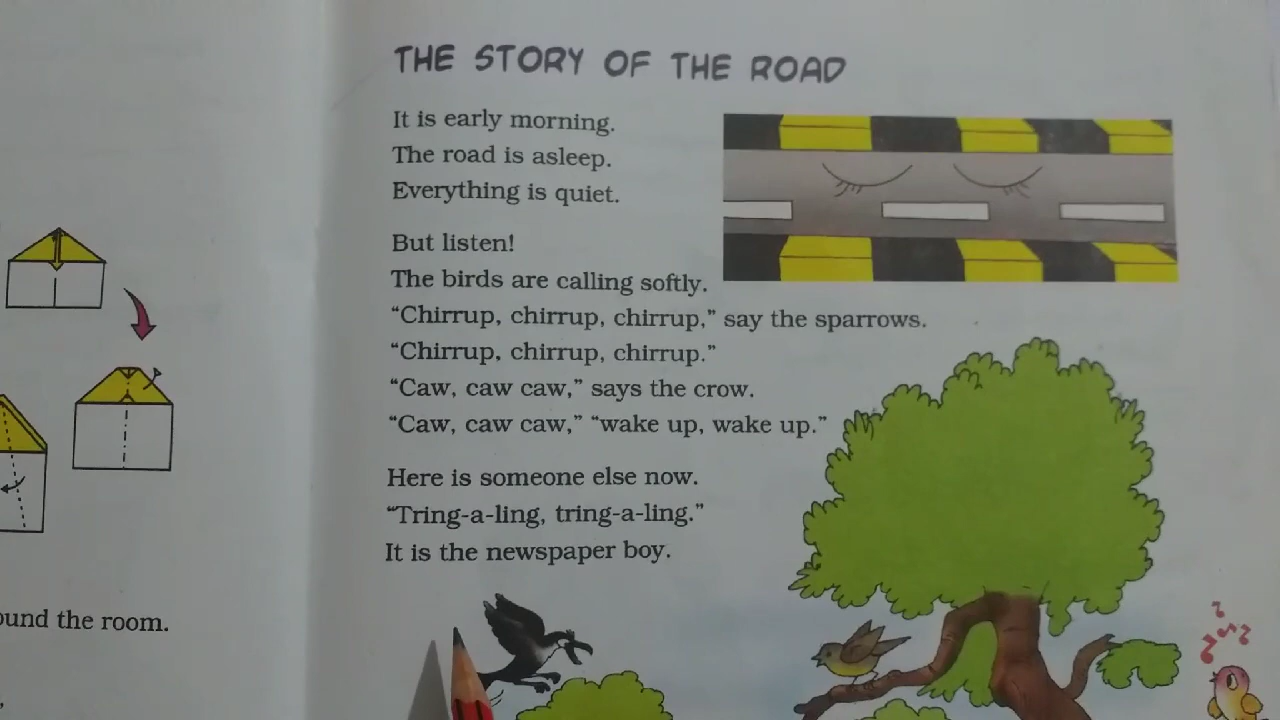 THE STORY OF THE ROAD
It is early morning.
The road is asleep.
Everything is quiet.
But listen!
The birds are calling softly.
“Chirrup, chirrup, chirrup,” say the sparrows.
“Chirrup, chirrup, chirrup.”
“Caw, caw caw,” says the crow.
“Caw, caw caw,” “wake up, wake up.”
Here is someone else now.
“Tring-a-ling, tring-a-ling.”
It is the newspaper boy.
the room.